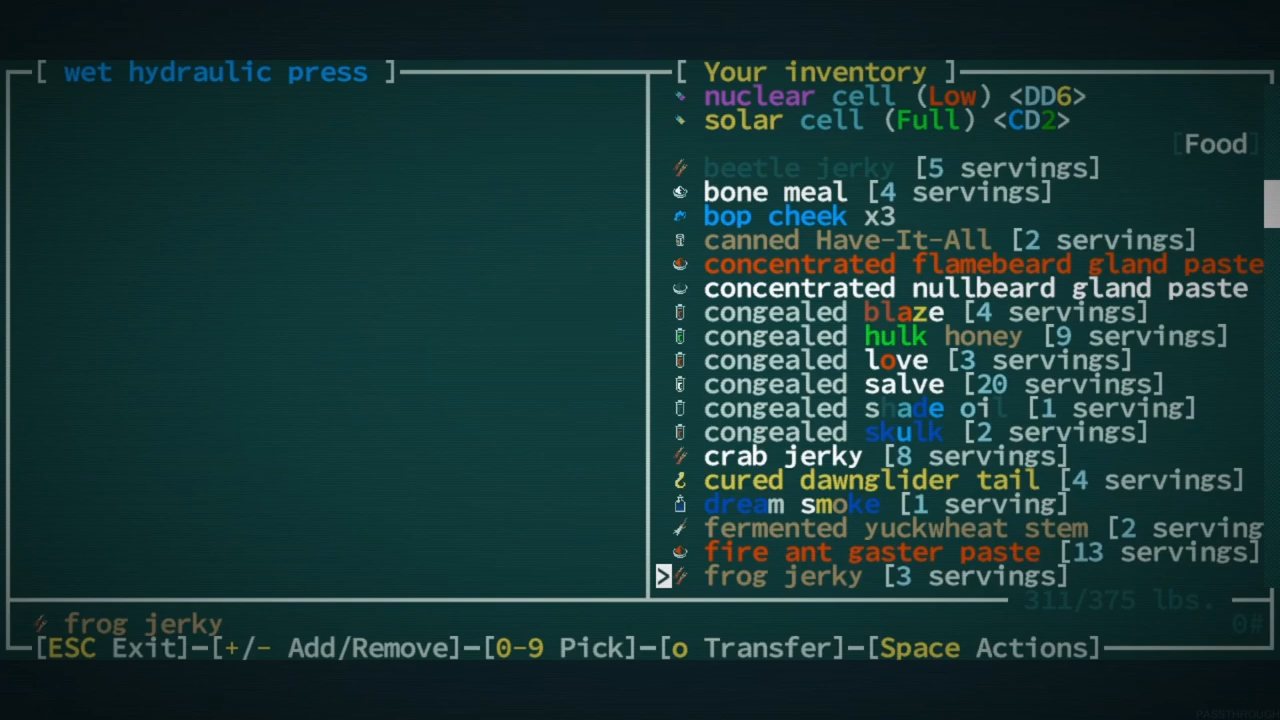 [ wet hydraulic press ]
[ Your inventory ]
nuclear cell (Low) <DD6>
solar cell (Full) <CD2>
[Food]
beetle jerky [5 servings]
bone meal [4 servings]
bop cheek x3
canned Have-It-All [2 servings]
concentrated flamebeard gland paste
concentrated nullbeard gland paste
congealed blaze [4 servings]
congealed hulk honey [9 servings]
congealed love [3 servings]
congealed salve [20 servings]
congealed shade oil [1 serving]
congealed skulk [2 servings]
crab jerky [8 servings]
cured dawnglider tail [4 servings]
dream smoke [1 serving]
fermented yuckwheat stem [2 serving
fire ant gaster paste [13 servings]
> frog jerky [3 servings]
311/375 lbs.
frog jerky
0#
[ESC Exit]-[+/- Add/Remove]-[0-9 Pick]-[o Transfer]-[Space Actions]
PASSTHROUGH